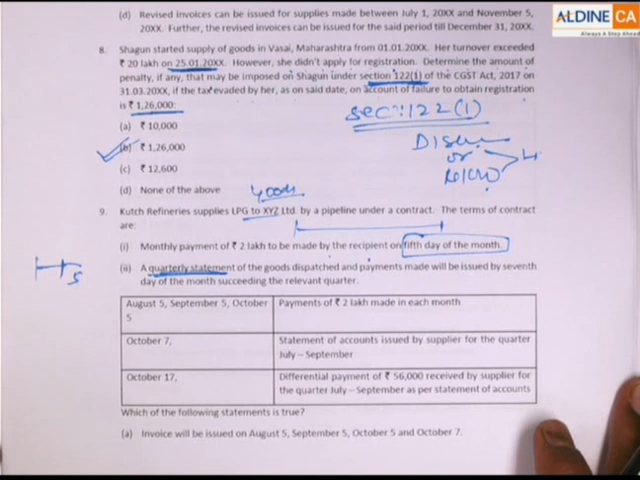 (d) Revised invoices can be issued for supplies made between July 1, 20XX and November 5,
20XX. Further, the revised invoices can be issued for the said period till December 31, 20XX.
ALDINE CA
Always A Step Ahead
8. Shagun started supply of goods in Vasai, Maharashtra from 01.01.20XX. Her turnover exceeded
₹ 20 lakh on 25.01.20XX. However, she didn't apply for registration. Determine the amount of
penalty, if any, that may be imposed on Shagun under section 122(1) of the CGST Act, 2017 on
31.03.20XX, if the tax evaded by her, as on said date, on account of failure to obtain registration
is ₹ 1,26,000:
sec:122(1)
(a) ₹ 10,000
(b) ₹ 1,26,000
or
(c) ₹ 12,600
(d) None of the above
goods
9. Kutch Refineries supplies LPG to XYZ Ltd. by a pipeline under a contract. The terms of contract
are:
(i) Monthly payment of ₹ 2 lakh to be made by the recipient on fifth day of the month.
(ii) A quarterly statement of the goods dispatched and payments made will be issued by seventh
day of the month succeeding the relevant quarter.
5
August 5, September 5, October 5 Payments of ₹ 2 lakh made in each month
October 7, Statement of accounts issued by supplier for the quarter July – September
October 17, Differential payment of ₹ 56,000 received by supplier for the quarter July – September as per statement of accounts
Which of the following statements is true?
(a) Invoice will be issued on August 5, September 5, October 5 and October 7.